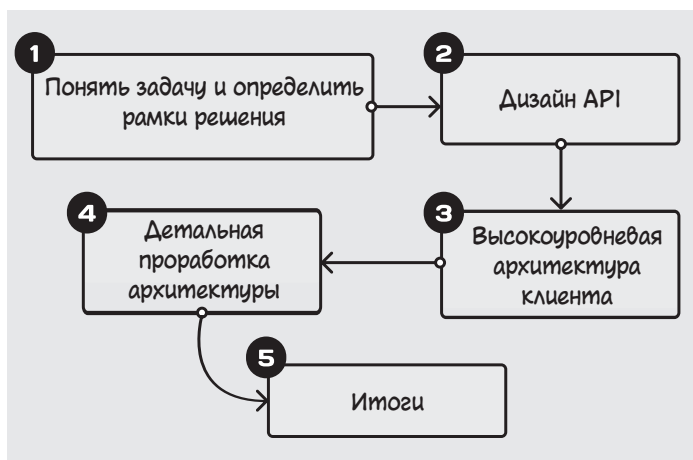 1
Понять задачу и определить
рамки решения
2
Дизайн API
3
Высокоуровневая
архитектура
клиента
4
Детальная
проработка
архитектуры
5
Итоги